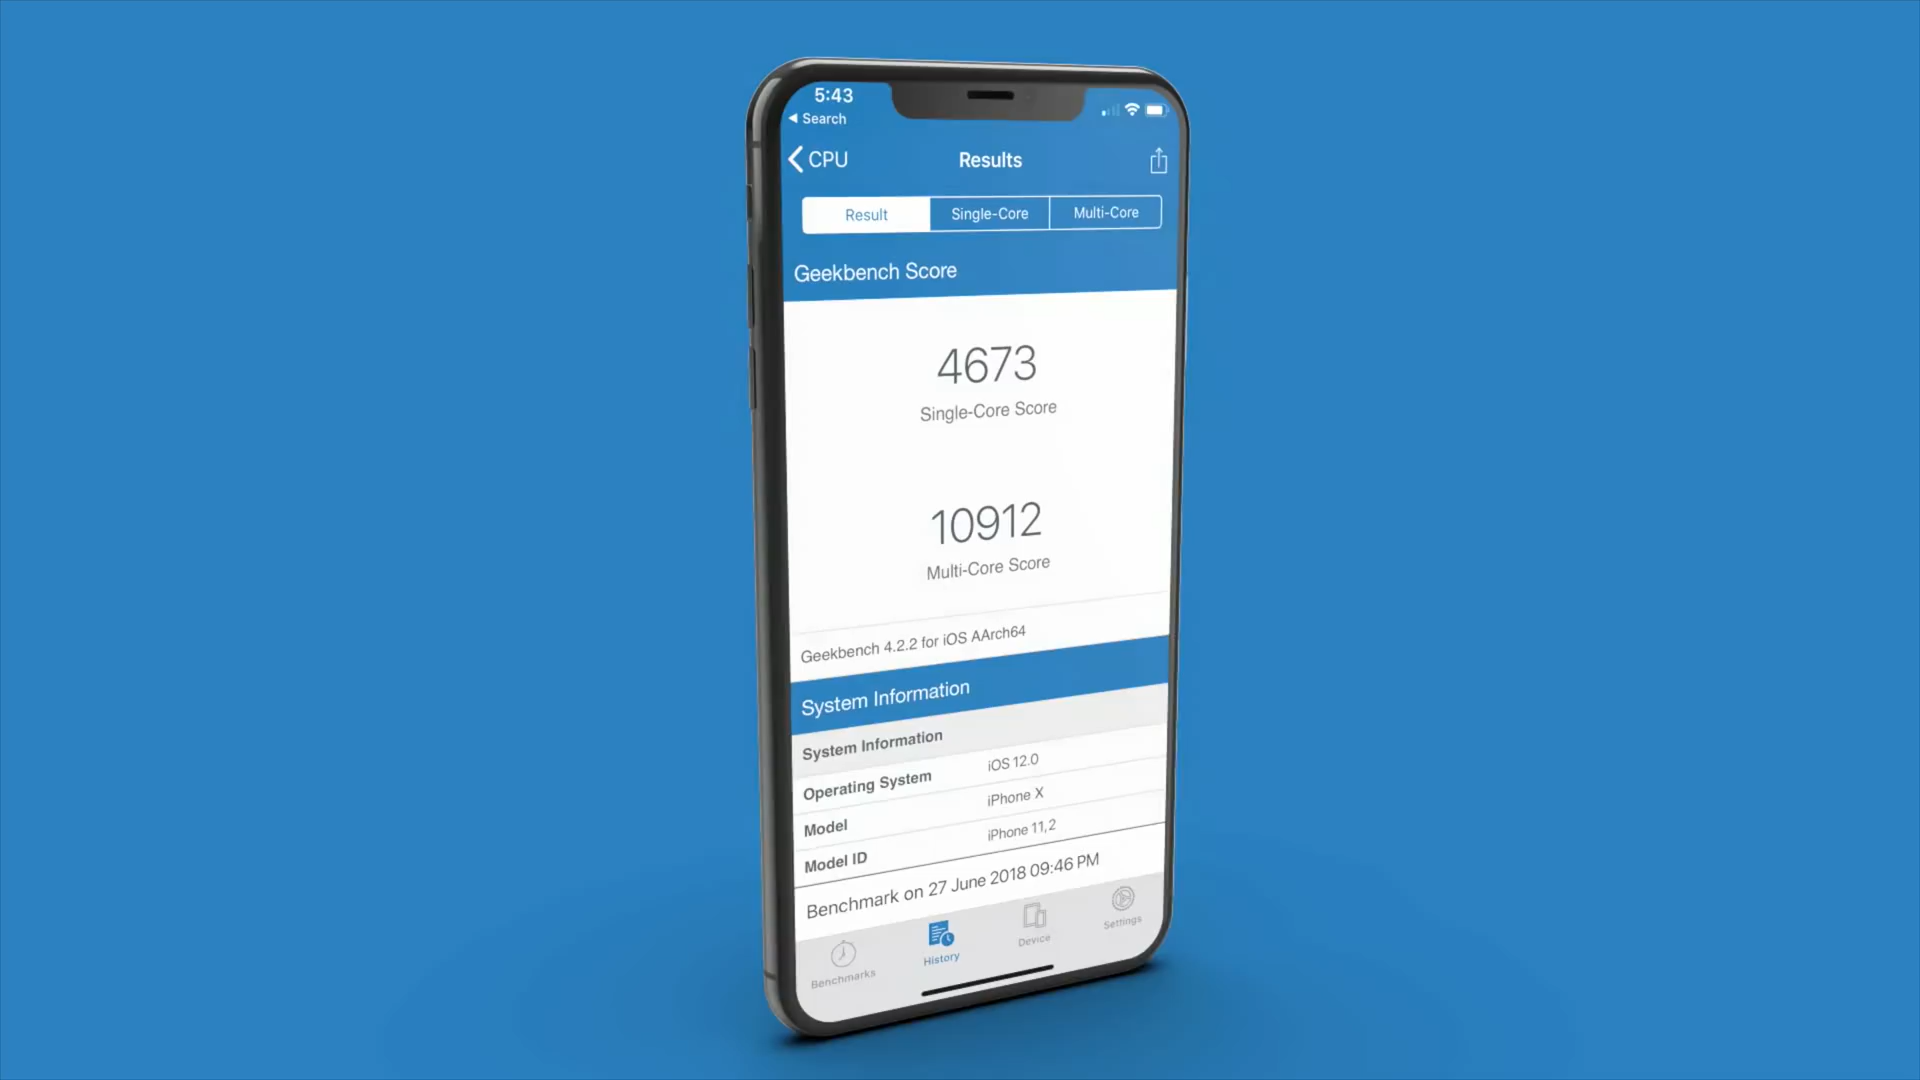 5:43
◀ Search
CPU
Results
Result Single-Core Multi-Core
Geekbench Score
4673
Single-Core Score
10912
Multi-Core Score
Geekbench 4.2.2 for iOS AArch64
System Information
System Information
Operating System iOS 12.0
Model iPhone X
Model ID iPhone 11,2
Benchmark on 27 June 2018 09:46 PM
Benchmarks History Device Settings